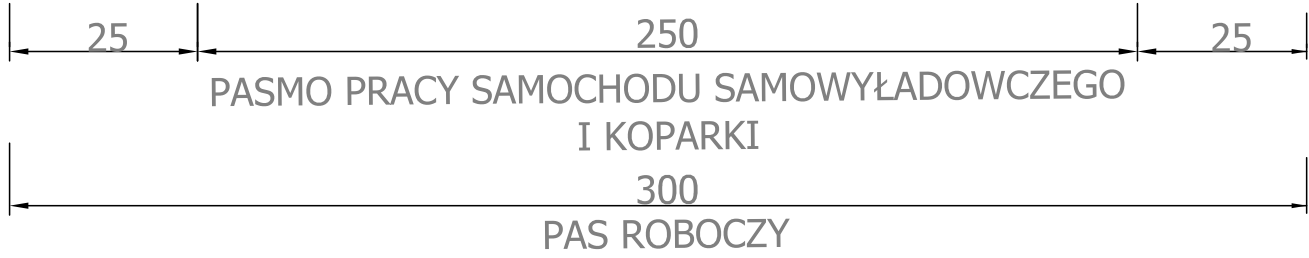 25 250 25
PASMO PRACY SAMOCHODU SAMOWYŁADOWCZEGO
I KOPARKI
300
PAS ROBOCZY